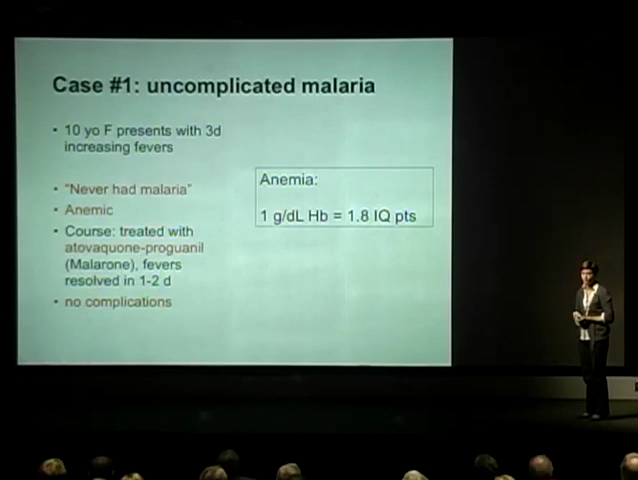 Case #1: uncomplicated malaria
• 10 yo F presents with 3d
increasing fevers
• "Never had malaria"
• Anemic
• Course: treated with
atovaquone-proguanil
(Malarone), fevers
resolved in 1-2 d
• no complications
Anemia:
1 g/dL Hb = 1.8 IQ pts